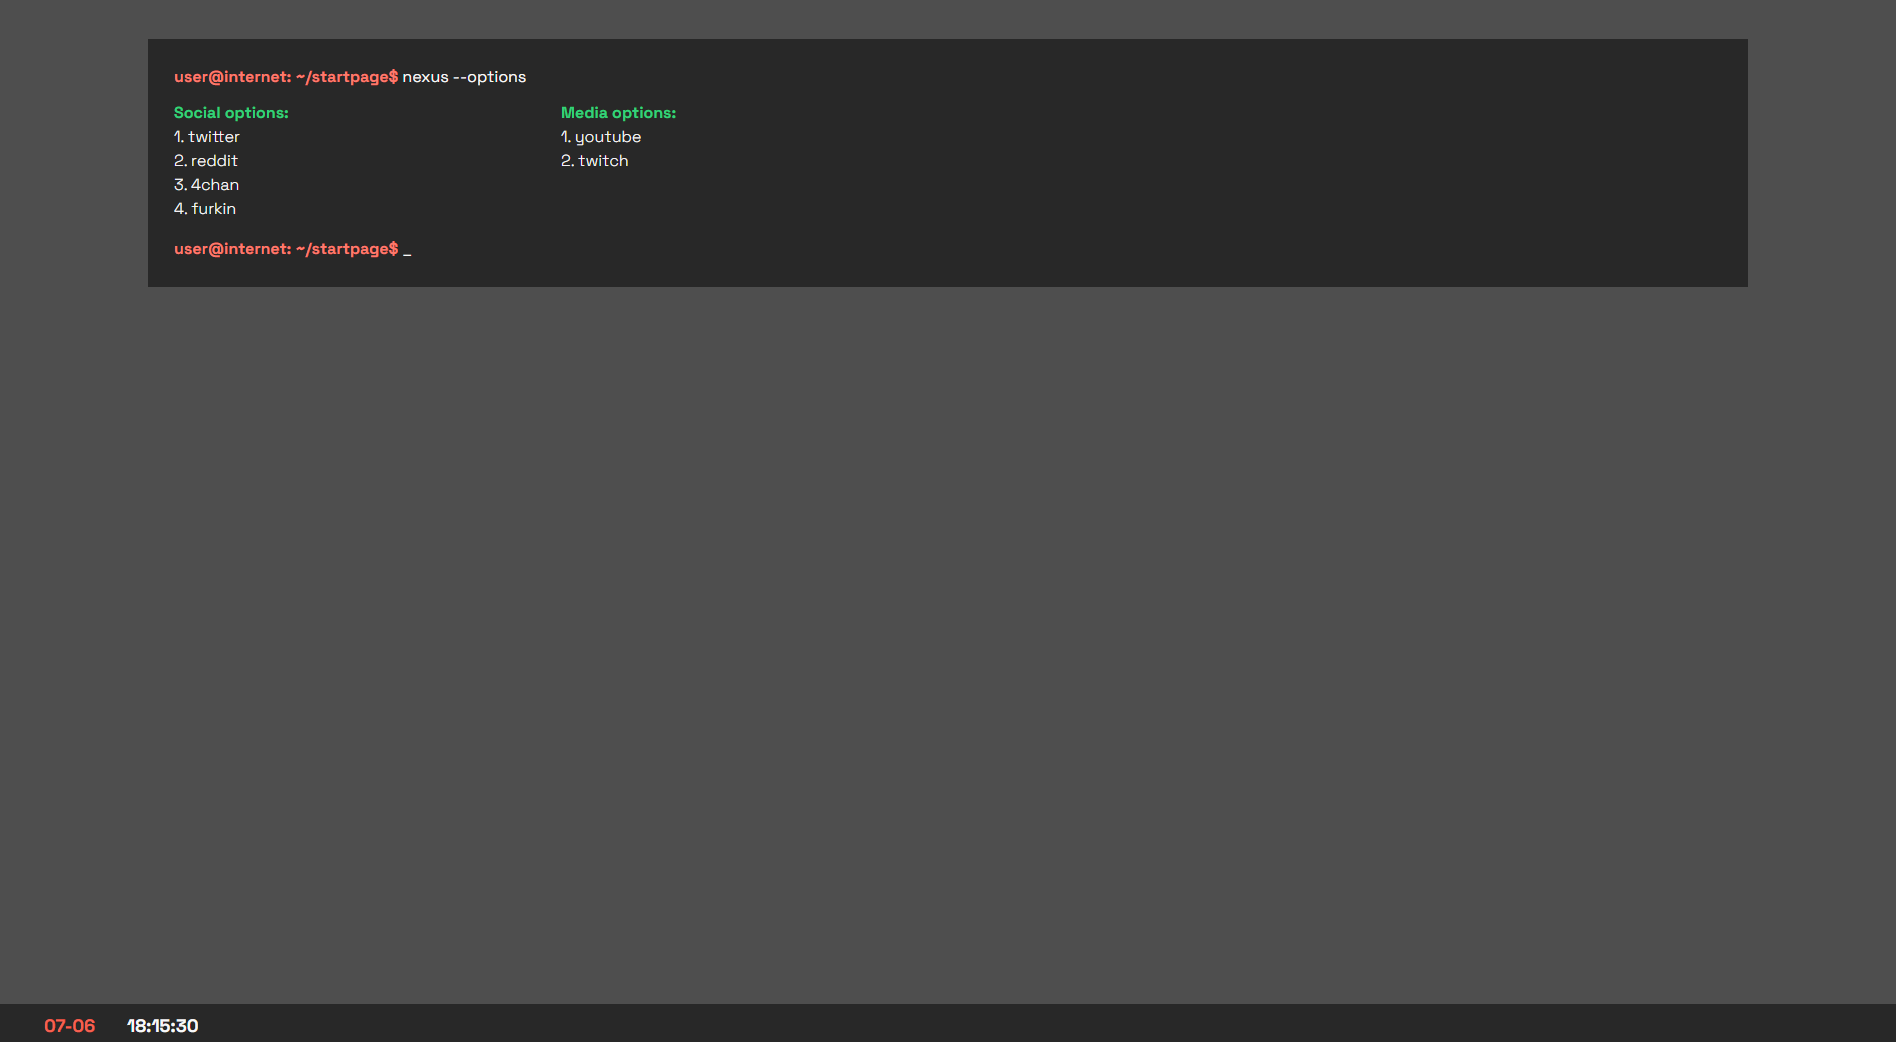 user@internet: ~/startpage$ nexus --options
Social options:
1. twitter
2. reddit
3. 4chan
4. furkin
Media options:
1. youtube
2. twitch
user@internet: ~/startpage$ _
07-06 18:15:30